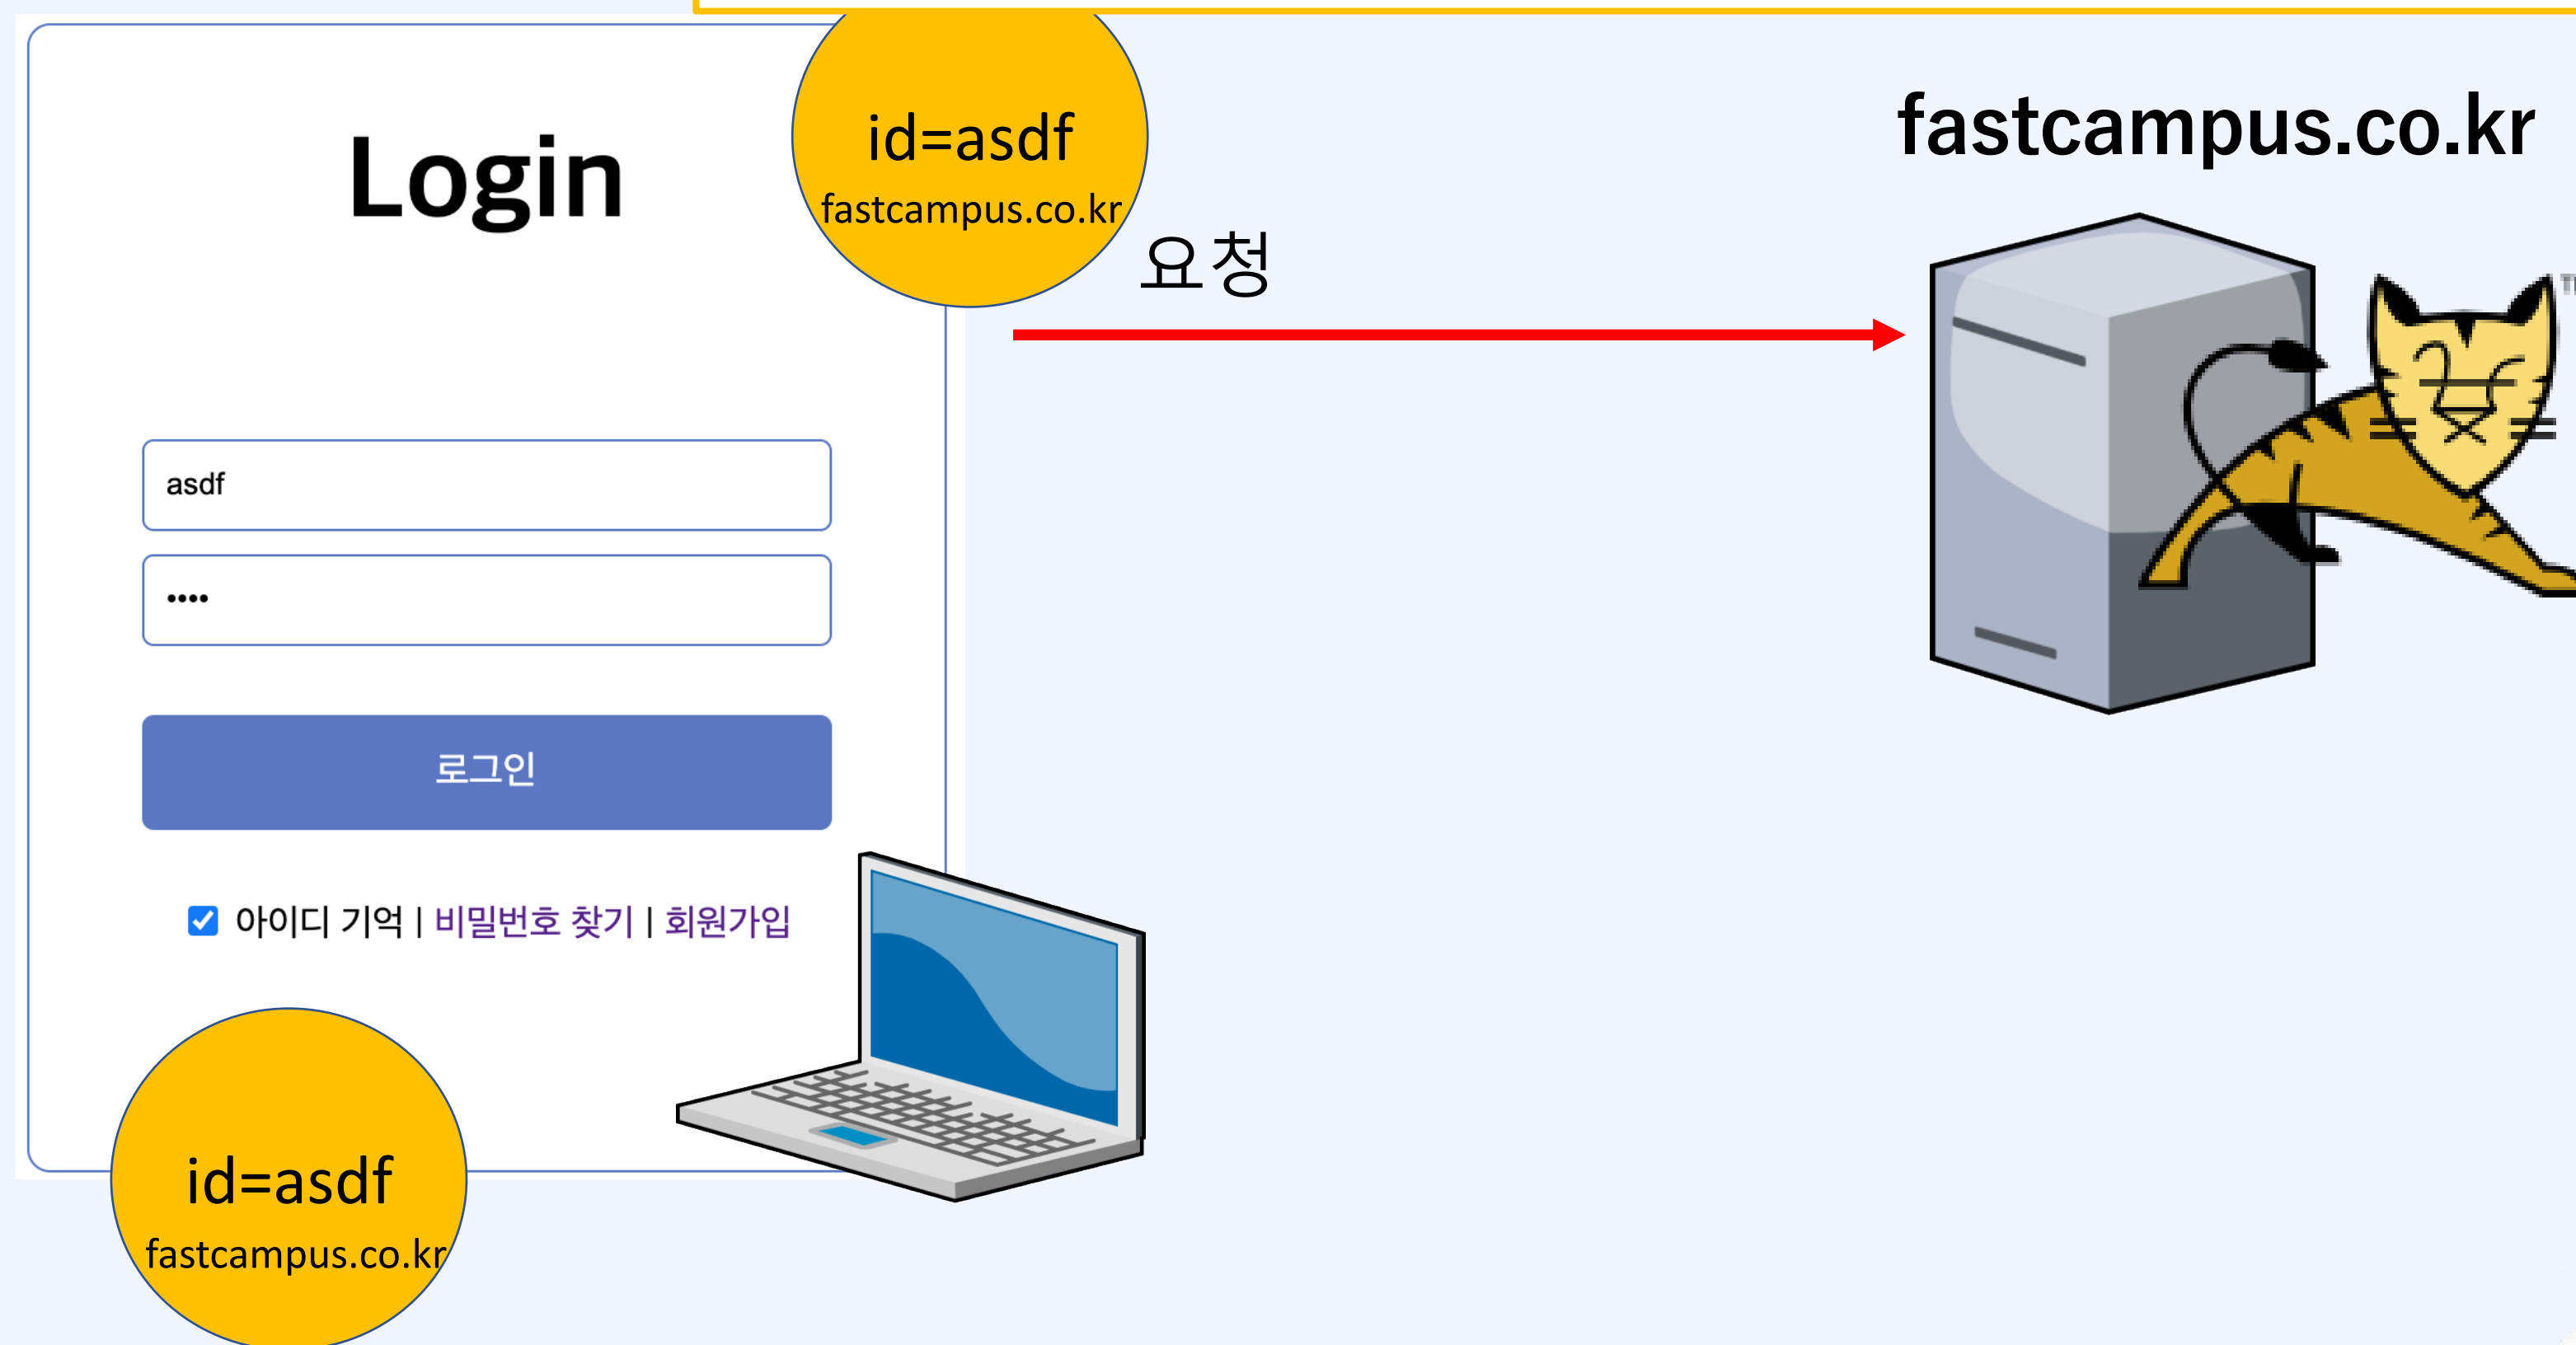 Login
id=asdf
fastcampus.co.kr
요청
fastcampus.co.kr
asdf
••••
로그인
아이디 기억 | 비밀번호 찾기 | 회원가입
id=asdf
fastcampus.co.kr